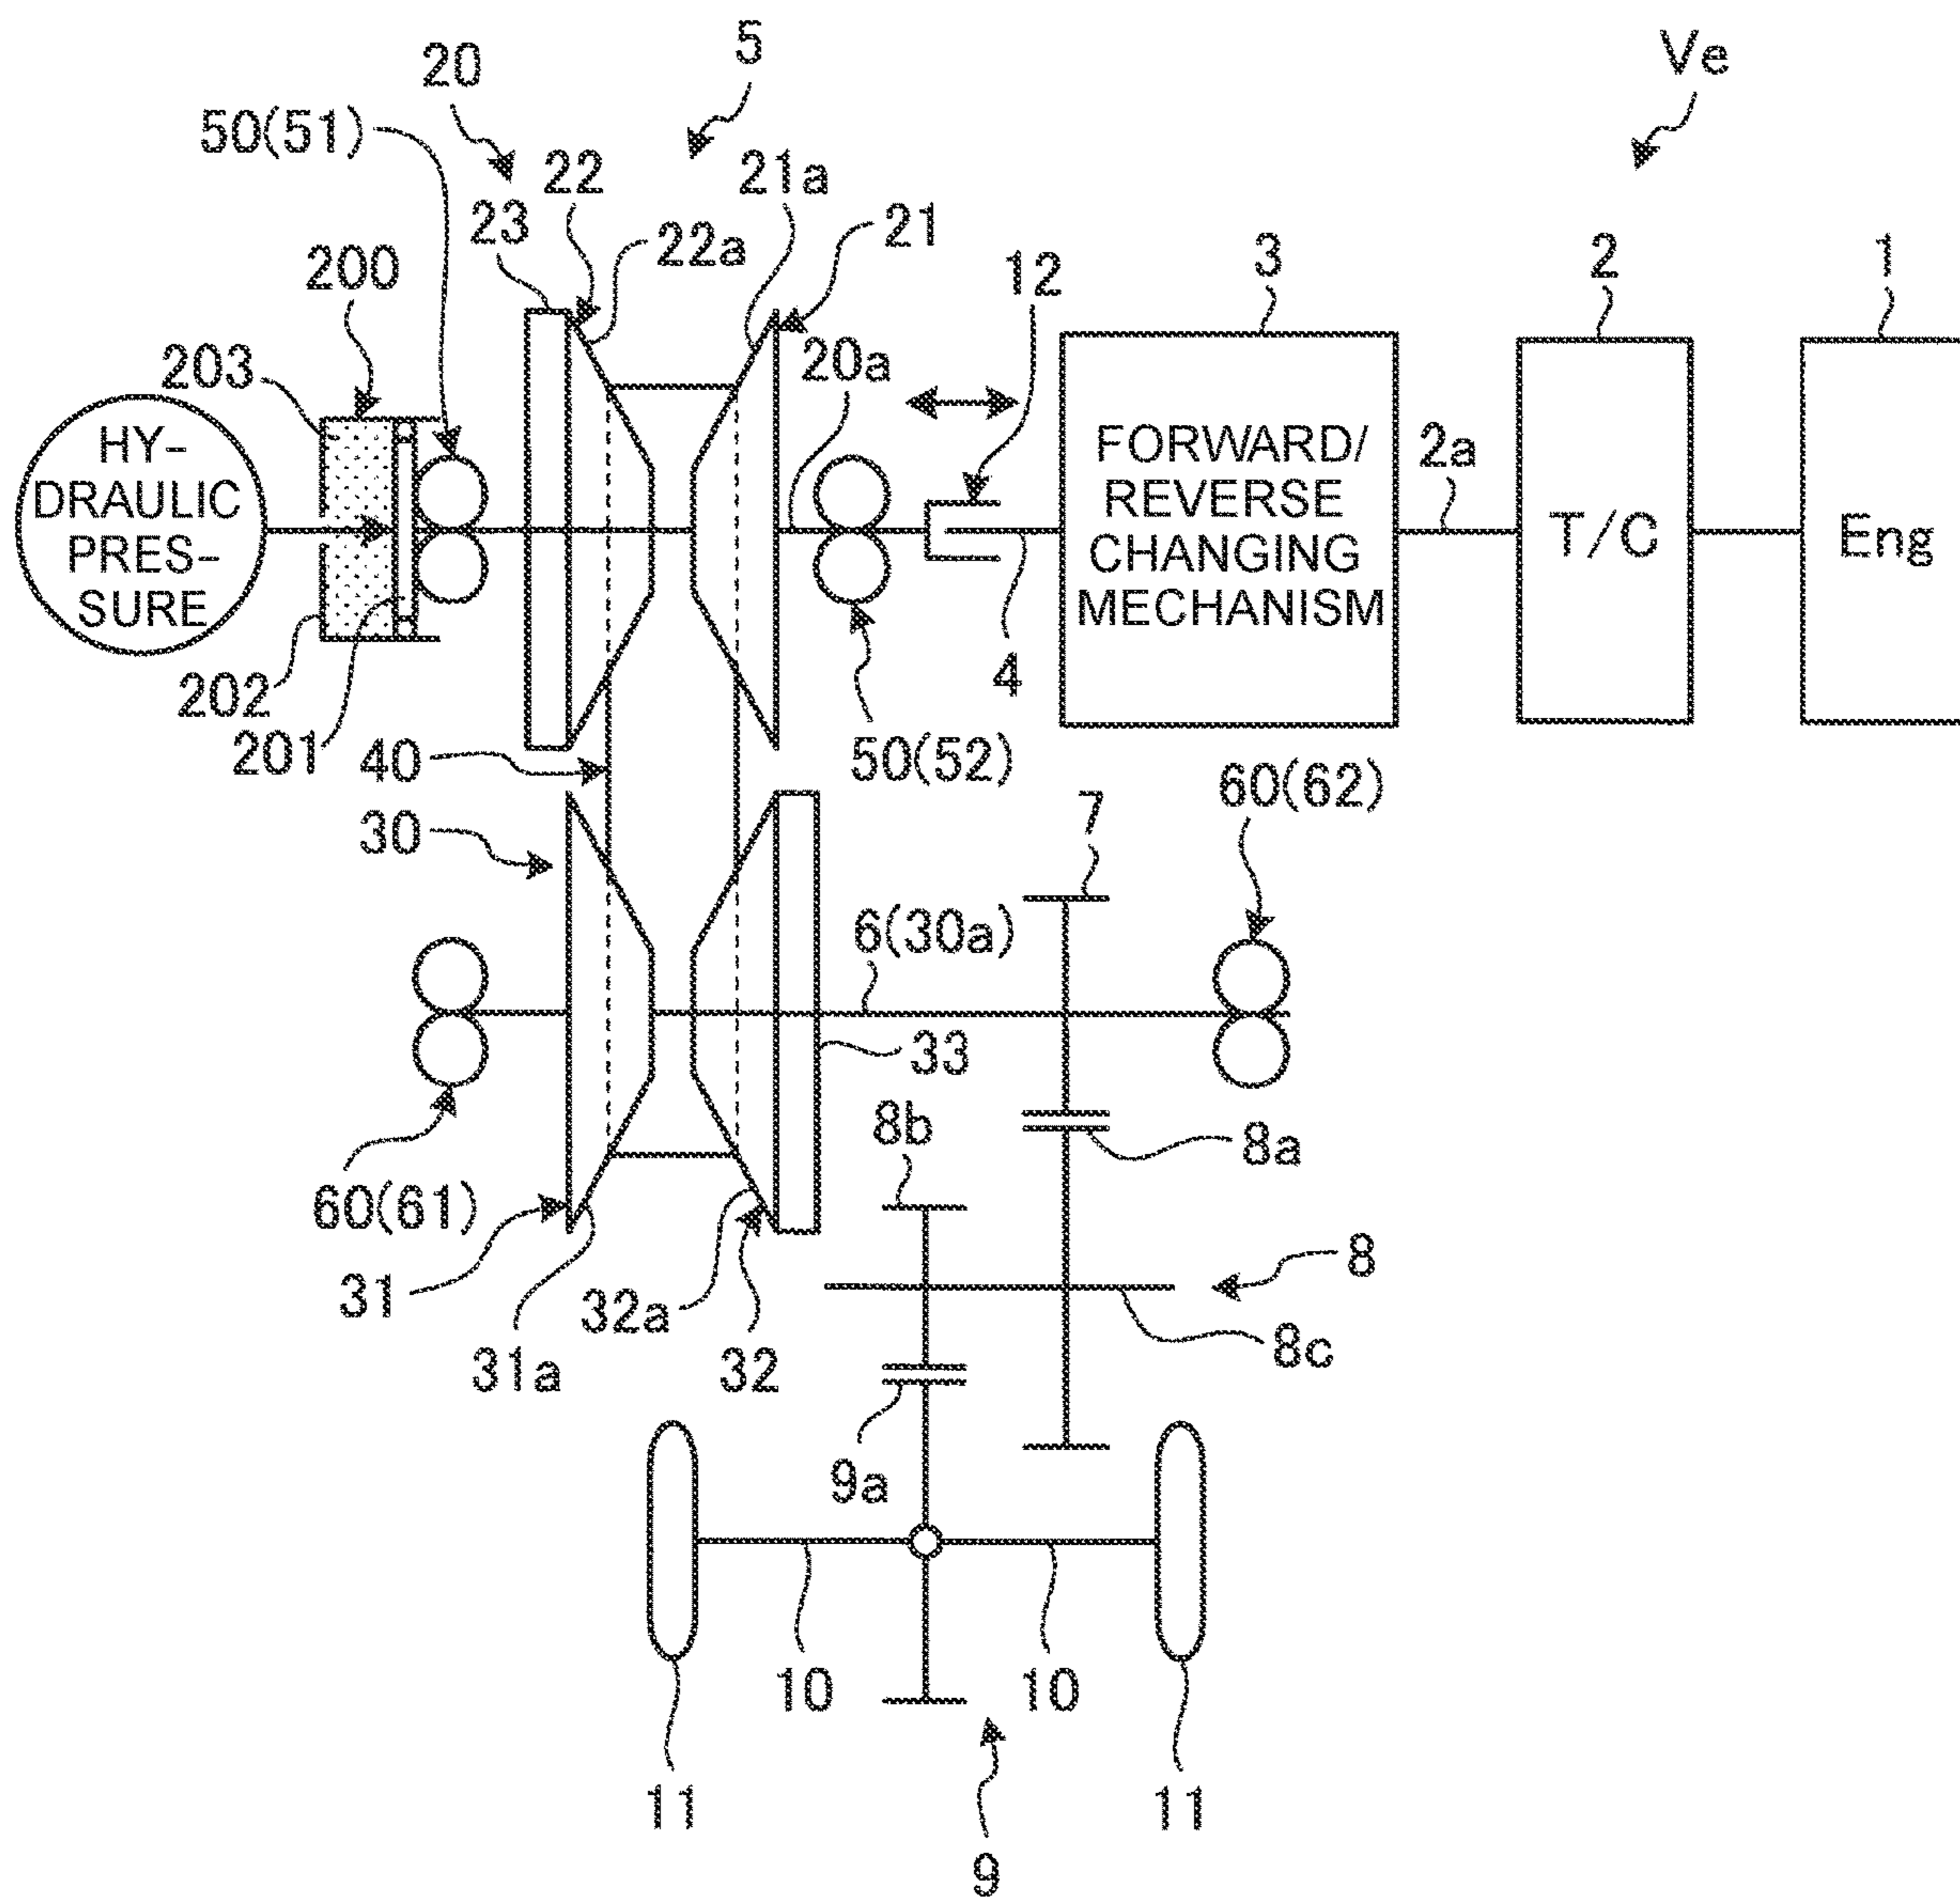 5
Ve
20
50(51)
22
21a
23
22a
21
200
12
3
2
1
203
20a
HY-
DRAULIC
PRES-
SURE
FORWARD/
REVERSE
CHANGING
MECHANISM
2a
T/C
Eng
4
202
201
40
50(52)
60(62)
7
30
6(30a)
33
8b
8a
60(61)
31
32a
8
31a
32
8c
9a
10
10
11
11
9